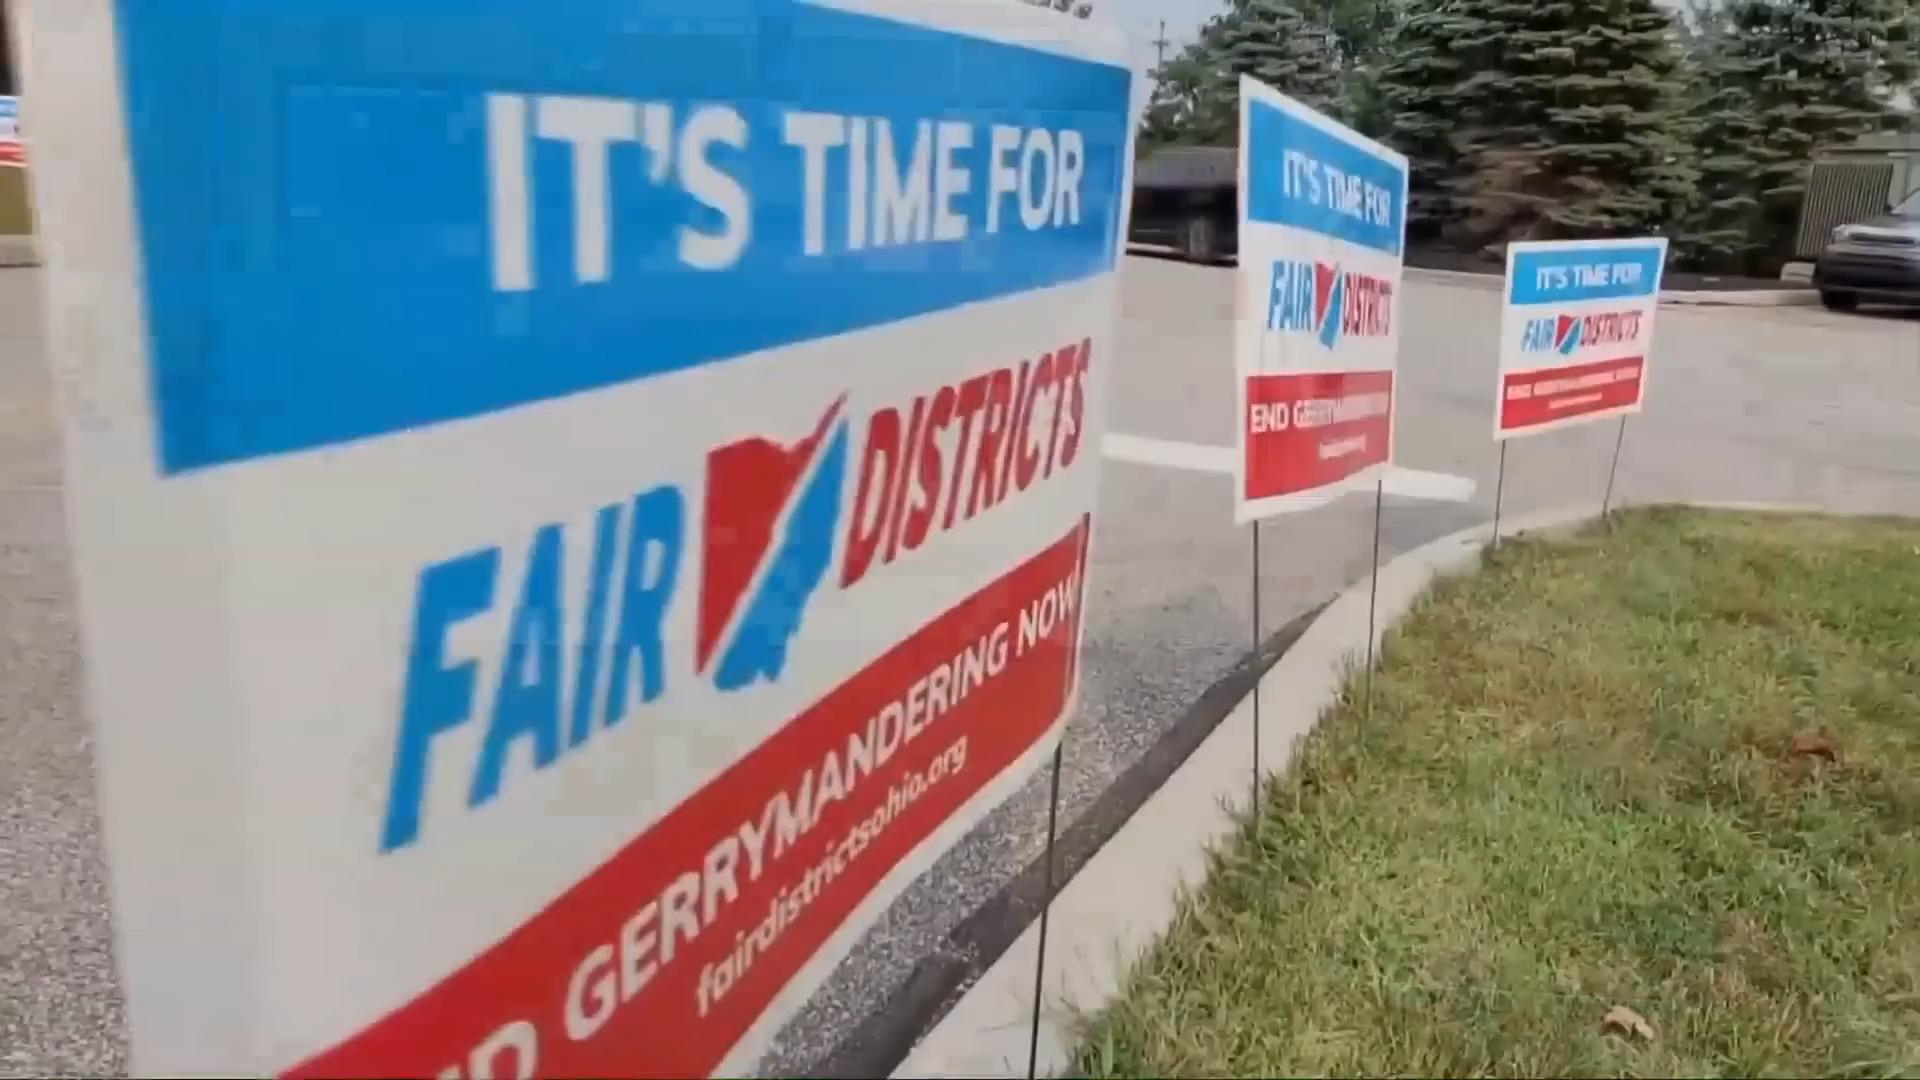 IT'S TIME FOR
FAIR DISTRICTS
GERRYMANDERING NOW
fairdistrictsohio.org
IT'S TIME FOR
FAIR DISTRICTS
END
IT'S TIME FOR
FAIR DISTRICTS
END